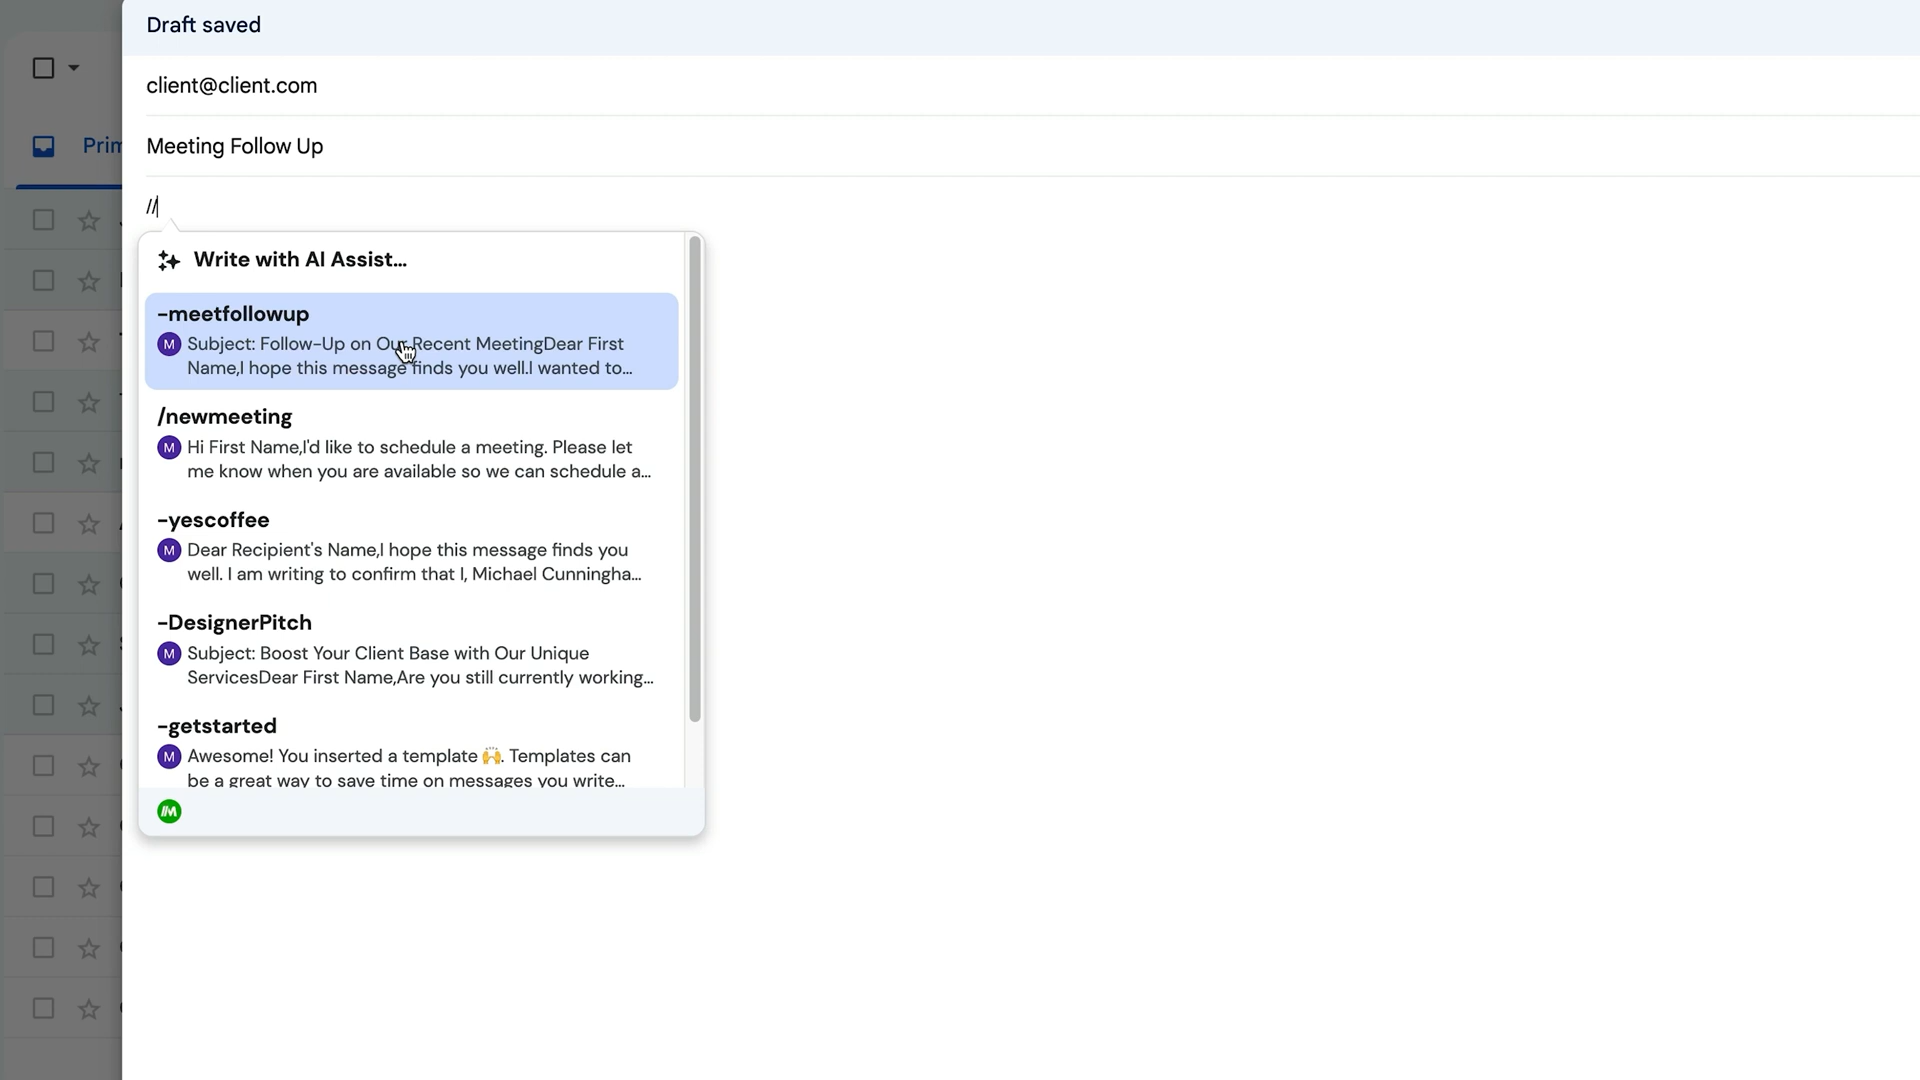 Draft saved
client@client.com
Prim
Meeting Follow Up
//
Write with AI Assist...
-meetfollowup
M
Subject: Follow-Up on Our Recent MeetingDear First
Name,I hope this message finds you well.I wanted to...
/newmeeting
M
Hi First Name,I'd like to schedule a meeting. Please let
me know when you are available so we can schedule a...
-yescoffee
M
Dear Recipient's Name,I hope this message finds you
well. I am writing to confirm that I, Michael Cunningha...
-DesignerPitch
M
Subject: Boost Your Client Base with Our Unique
ServicesDear First Name,Are you still currently working...
-getstarted
M
Awesome! You inserted a template 🙌. Templates can
be a great way to save time on messages you write...